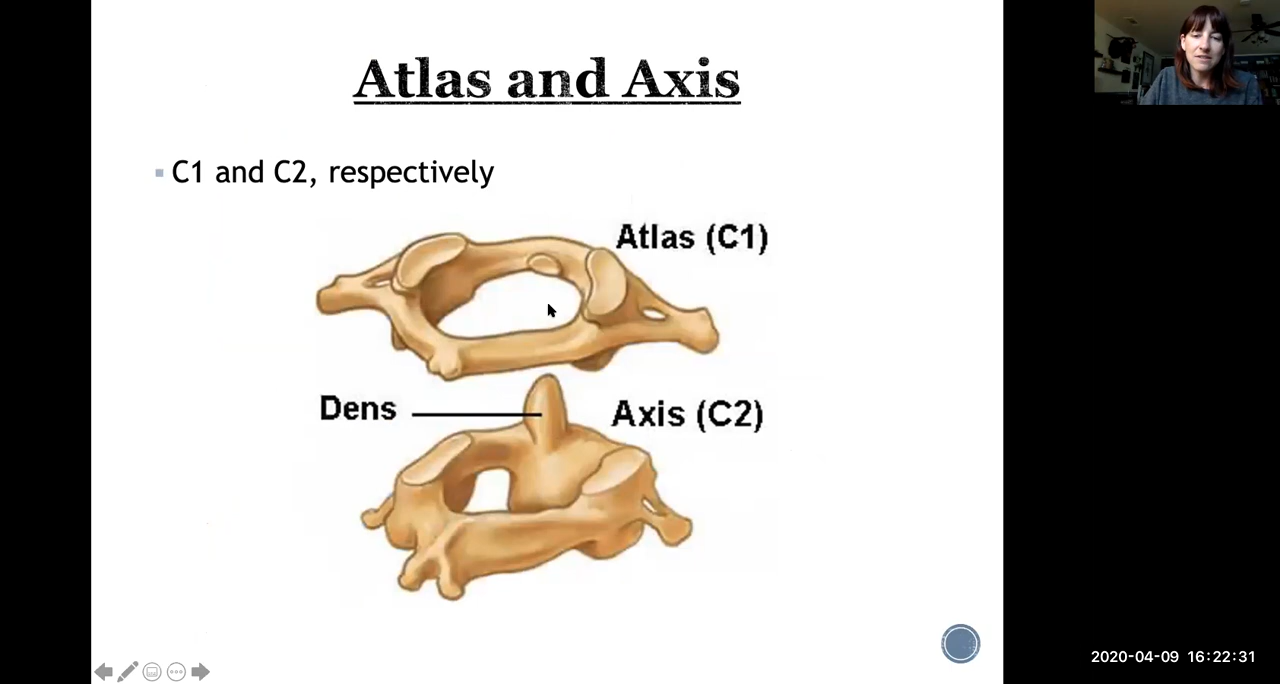 Atlas and Axis
C1 and C2, respectively
Atlas (C1)
Dens
Axis (C2)
2020-04-09 16:22:31